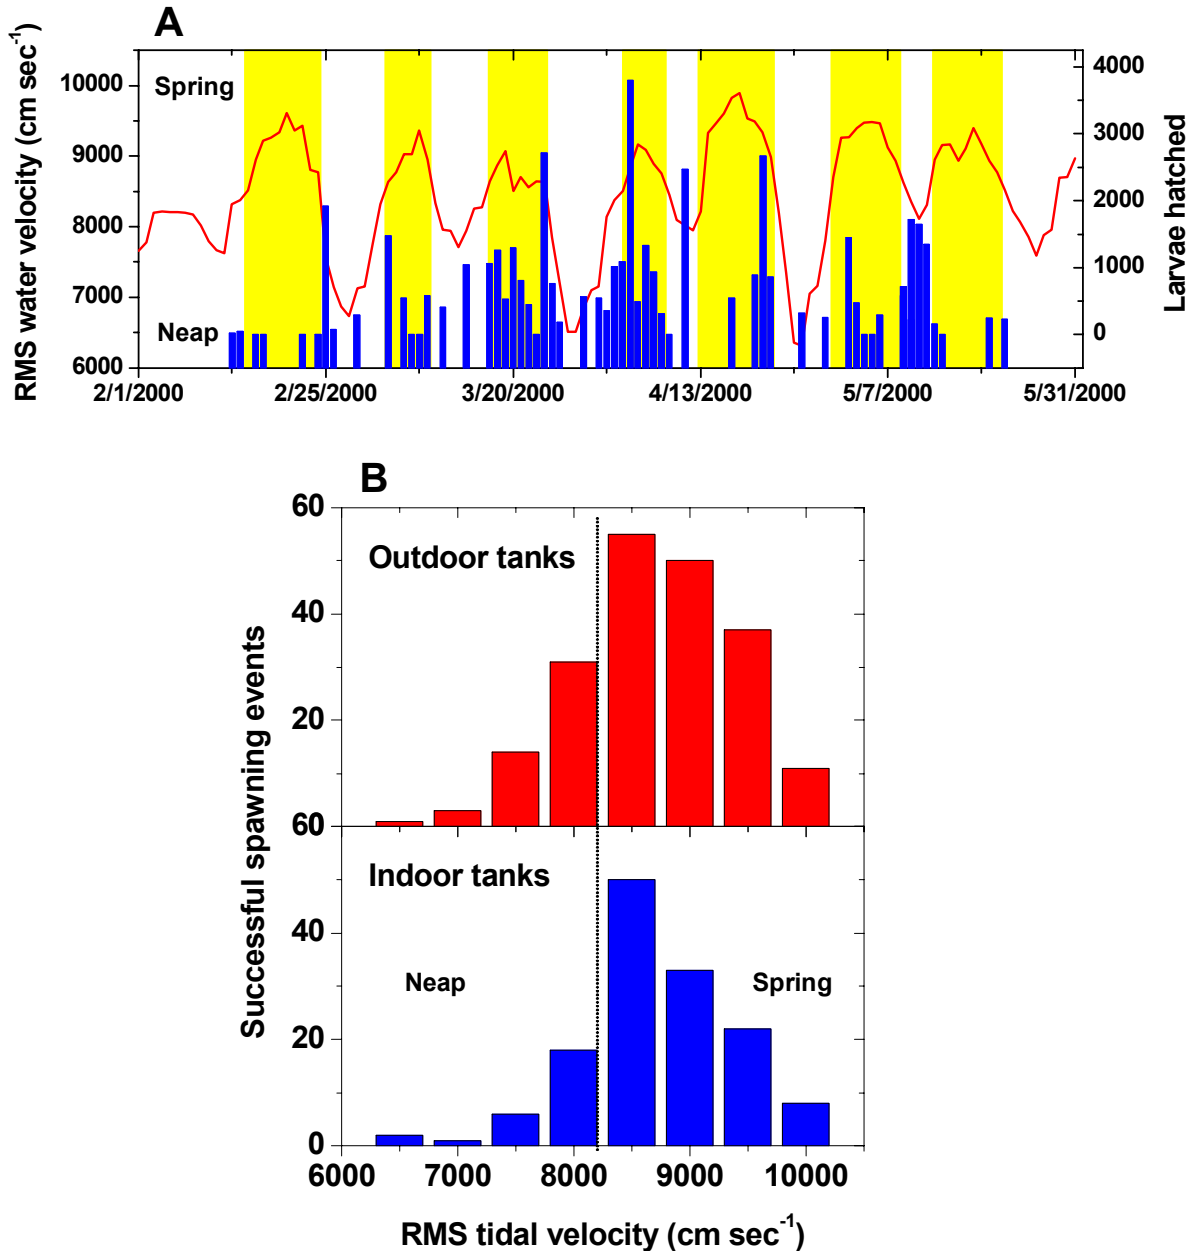 A
RMS water velocity (cm sec-1)
Larvae hatched
Spring
Neap
10000
9000
8000
7000
6000
4000
3000
2000
1000
0
2/1/2000 2/25/2000 3/20/2000 4/13/2000 5/7/2000 5/31/2000
B
Successful spawning events
60
Outdoor tanks
40
20
60
Indoor tanks
40
Neap Spring
20
0
6000 7000 8000 9000 10000
RMS tidal velocity (cm sec-1)